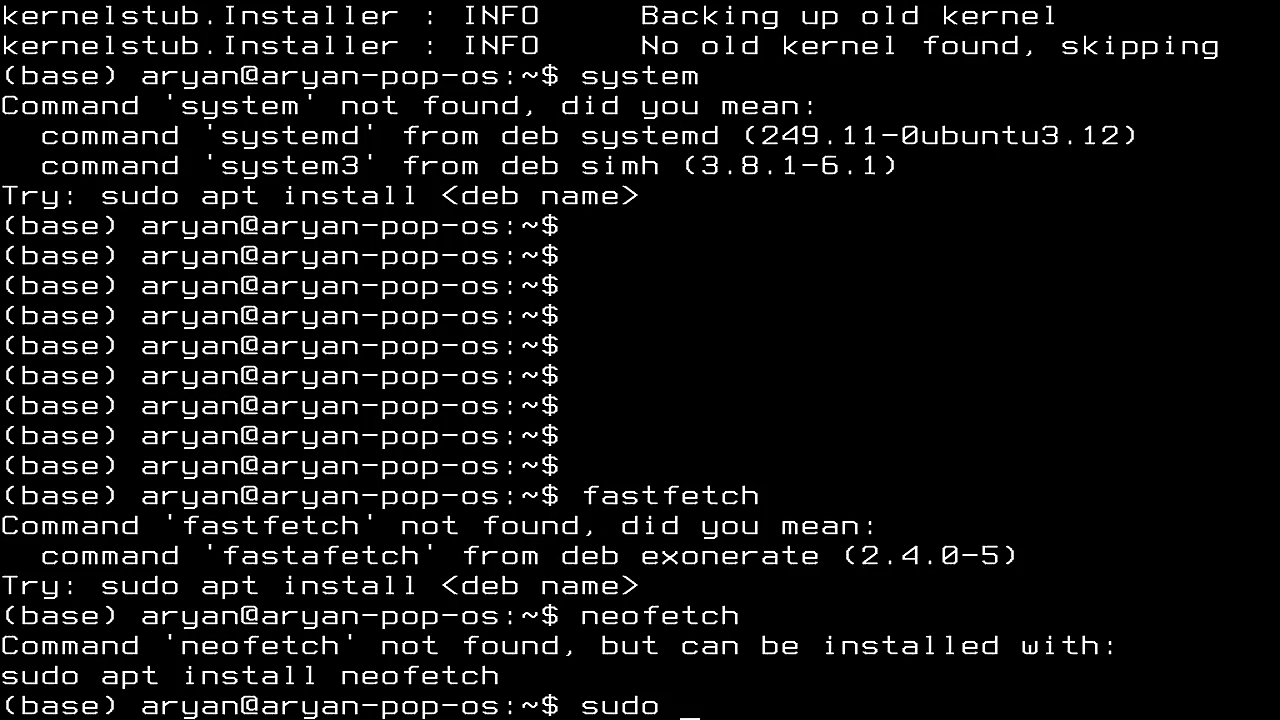 kernelstub.Installer : INFO     Backing up old kernel
kernelstub.Installer : INFO     No old kernel found, skipping
(base) aryan@aryan-pop-os:~$ system
Command 'system' not found, did you mean:
  command 'systemd' from deb systemd (249.11-0ubuntu3.12)
  command 'system3' from deb simh (3.8.1-6.1)
Try: sudo apt install <deb name>
(base) aryan@aryan-pop-os:~$
(base) aryan@aryan-pop-os:~$
(base) aryan@aryan-pop-os:~$
(base) aryan@aryan-pop-os:~$
(base) aryan@aryan-pop-os:~$
(base) aryan@aryan-pop-os:~$
(base) aryan@aryan-pop-os:~$
(base) aryan@aryan-pop-os:~$
(base) aryan@aryan-pop-os:~$
(base) aryan@aryan-pop-os:~$ fastfetch
Command 'fastfetch' not found, did you mean:
  command 'fastafetch' from deb exonerate (2.4.0-5)
Try: sudo apt install <deb name>
(base) aryan@aryan-pop-os:~$ neofetch
Command 'neofetch' not found, but can be installed with:
sudo apt install neofetch
(base) aryan@aryan-pop-os:~$ sudo _